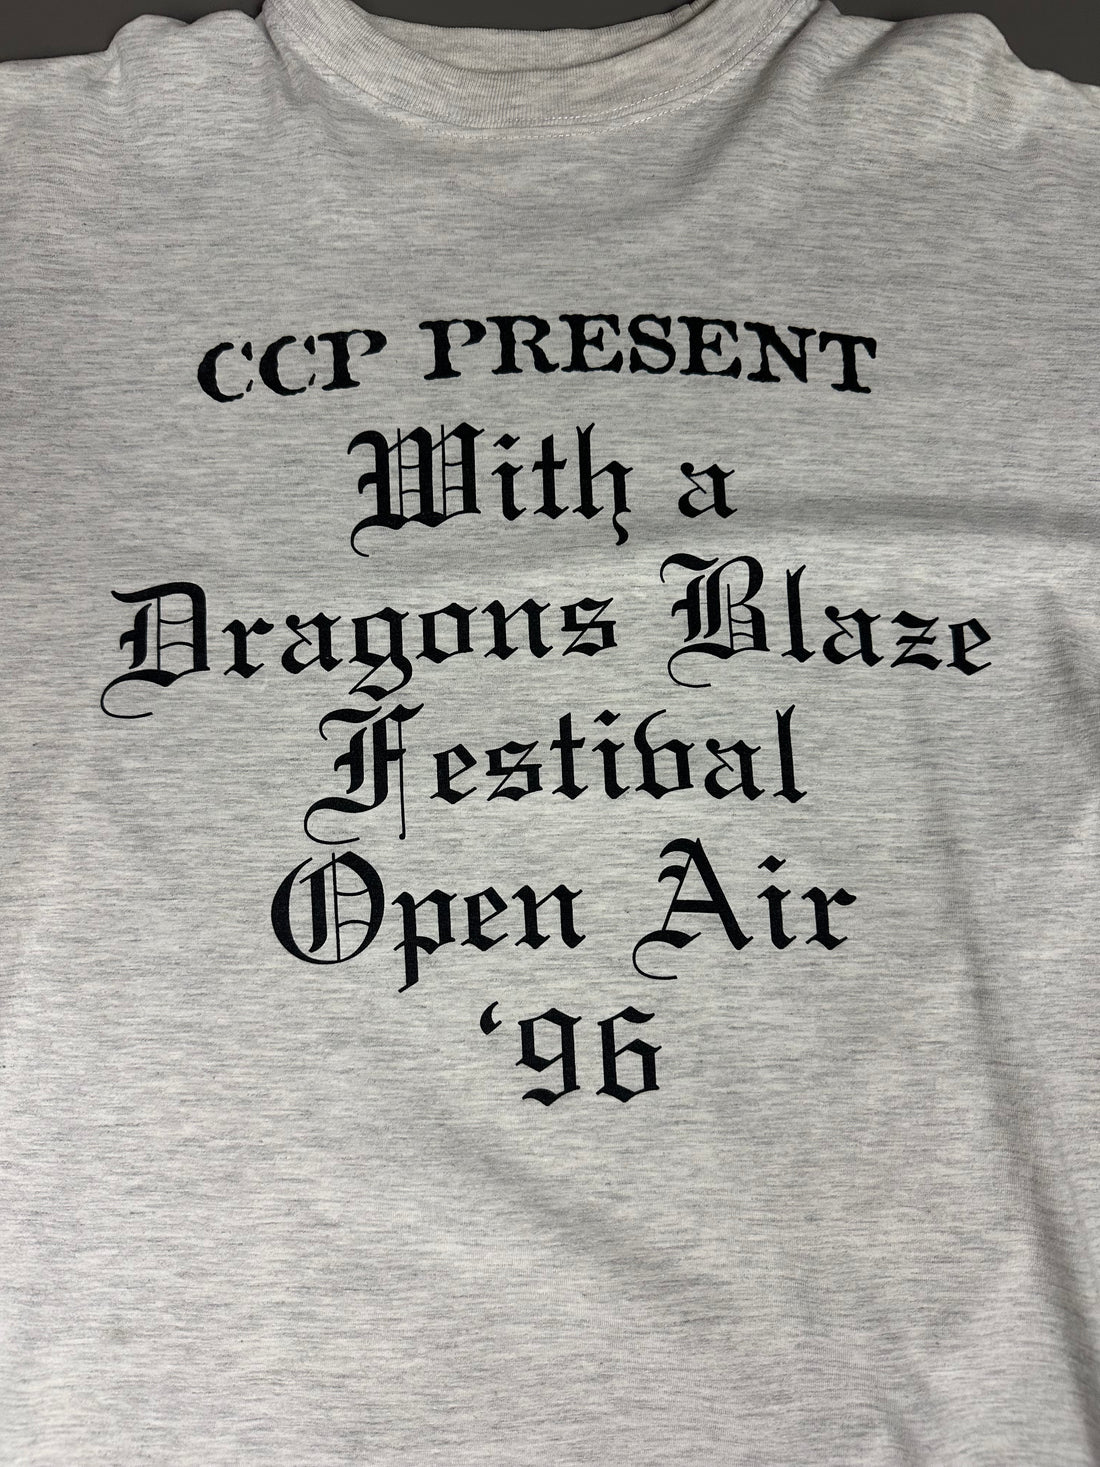 CCP PRESENT
With a
Dragons Blaze
Festival
Open Air
‘96